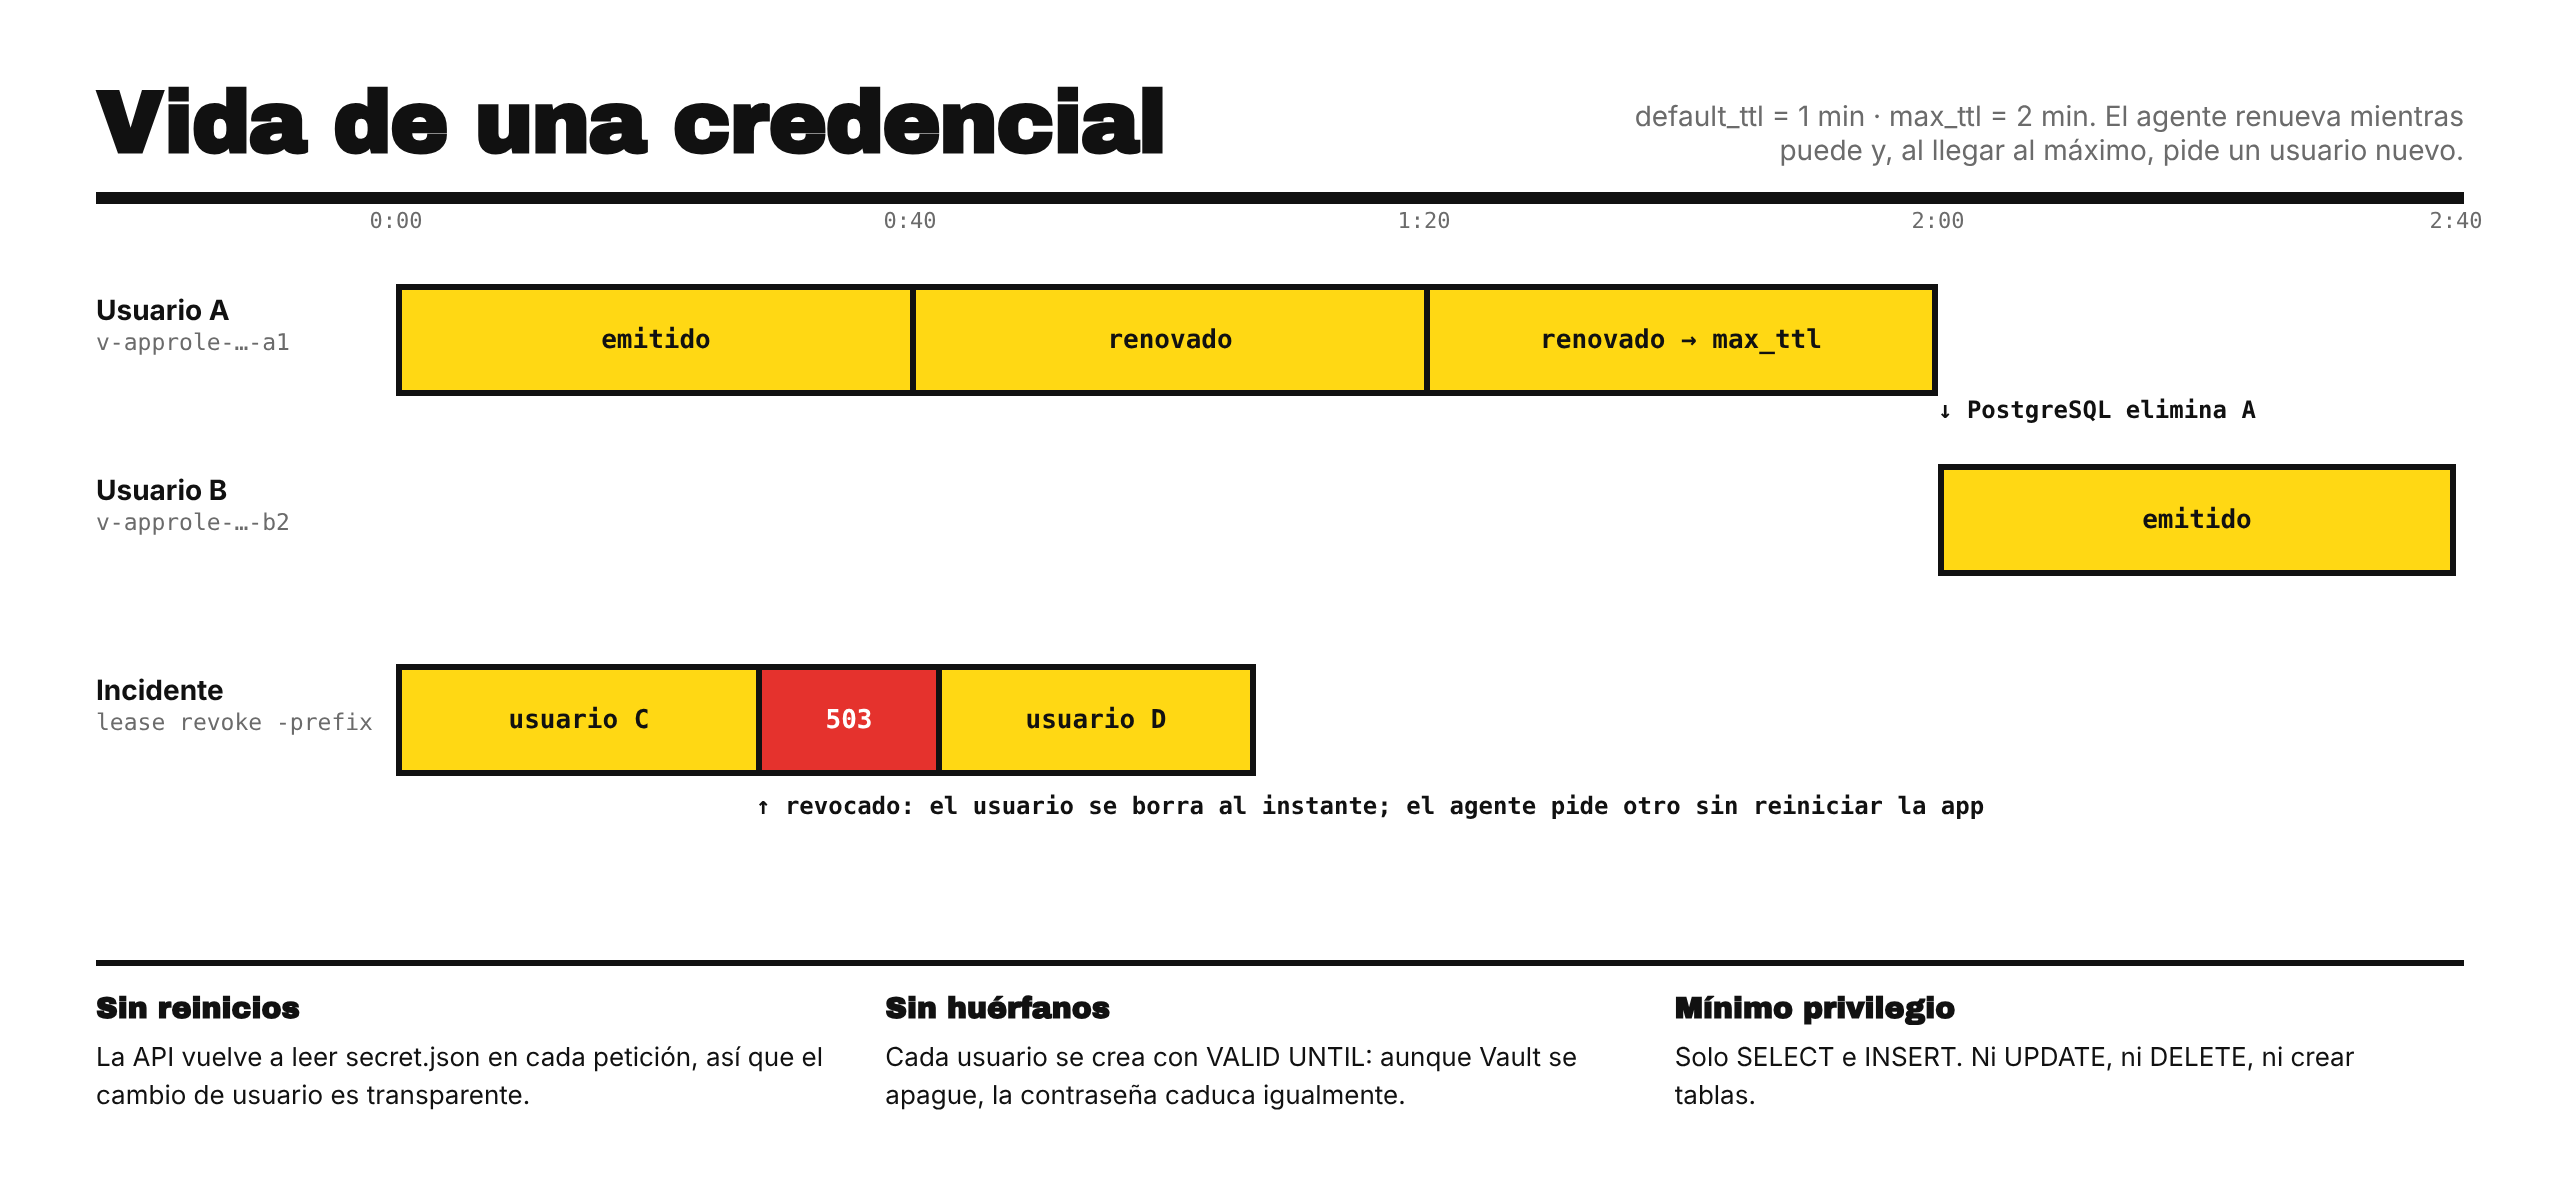 Vida de una credencial
default_ttl = 1 min · max_ttl = 2 min. El agente renueva mientras
puede y, al llegar al máximo, pide un usuario nuevo.
0:00 0:40 1:20 2:00 2:40
Usuario A
v-approle-…-a1
emitido
renovado
renovado → max_ttl
↓ PostgreSQL elimina A
Usuario B
v-approle-…-b2
emitido
Incidente
lease revoke -prefix
usuario C
503
usuario D
↑ revocado: el usuario se borra al instante; el agente pide otro sin reiniciar la app
Sin reinicios
La API vuelve a leer secret.json en cada petición, así que el
cambio de usuario es transparente.
Sin huérfanos
Cada usuario se crea con VALID UNTIL: aunque Vault se
apague, la contraseña caduca igualmente.
Mínimo privilegio
Solo SELECT e INSERT. Ni UPDATE, ni DELETE, ni crear
tablas.